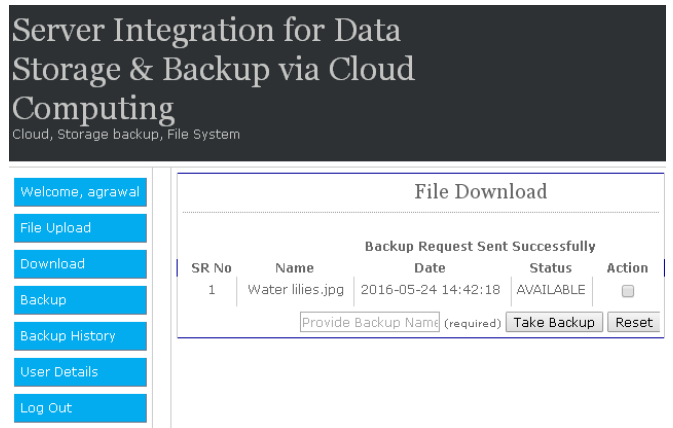 Server Integration for Data
Storage & Backup via Cloud
Computing
Cloud, Storage backup, File System
Welcome, agrawal
File Upload
Download
Backup
Backup History
User Details
Log Out
File Download
Backup Request Sent Successfully
SR No Name Date Status Action
1 Water lilies.jpg 2016-05-24 14:42:18 AVAILABLE
Provide Backup Name (required) Take Backup Reset